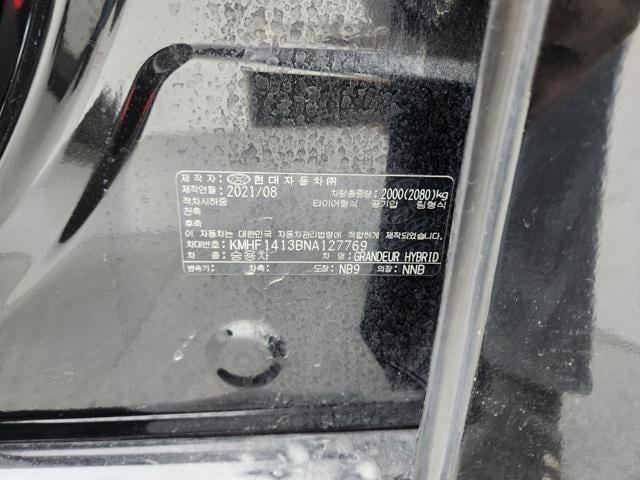 제 작 자: 현대자동차㈜
제작연월: 2021/08 차량총중량: 2000(2080)kg
적차시하중 타이어형식 공기압 림형식
전축
후축
이 자동차는 대한민국 자동차관리법령에 적합하게 제작되었음
차대번호: KMHF1413BNA127769
차 종: 승용차 차 명: GRANDEUR HYBRID
변속기: 차축: 도장: NB9 의장: NNB